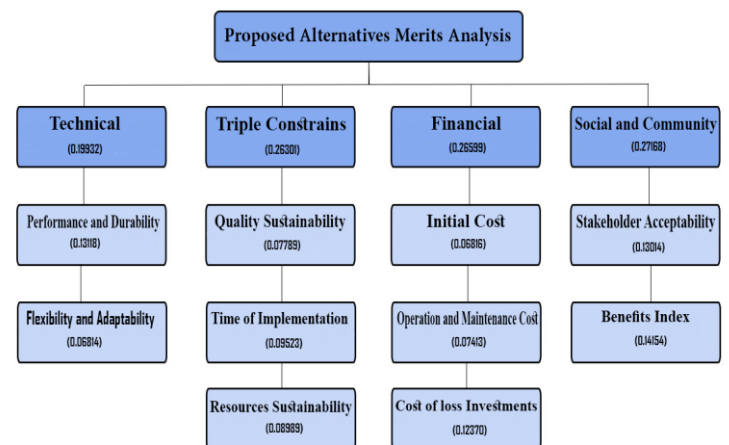 Proposed Alternatives Merits Analysis
Technical
(0.19932)
Triple Constrains
(0.26301)
Financial
(0.26599)
Social and Community
(0.27168)
Performance and Durability
(0.13118)
Quality Sustainability
(0.07789)
Initial Cost
(0.06816)
Stakeholder Acceptability
(0.13014)
Flexibility and Adaptability
(0.06814)
Time of Implementation
(0.09523)
Operation and Maintenance Cost
(0.07413)
Benefits Index
(0.14154)
Resources Sustainability
(0.08989)
Cost of loss Investments
(0.12370)